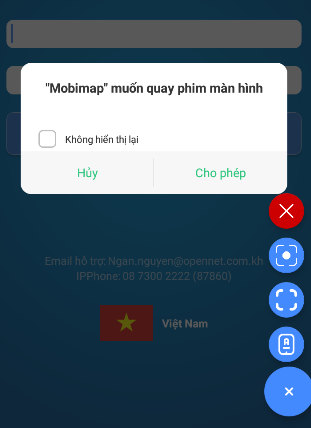 "Mobimap" muốn quay phim màn hình
Không hiển thị lại
Hủy
Cho phép
Email hỗ trợ: Ngan.nguyen@opennet.com.kh
IPPhone: 08 7300 2222 (87860)
Việt Nam